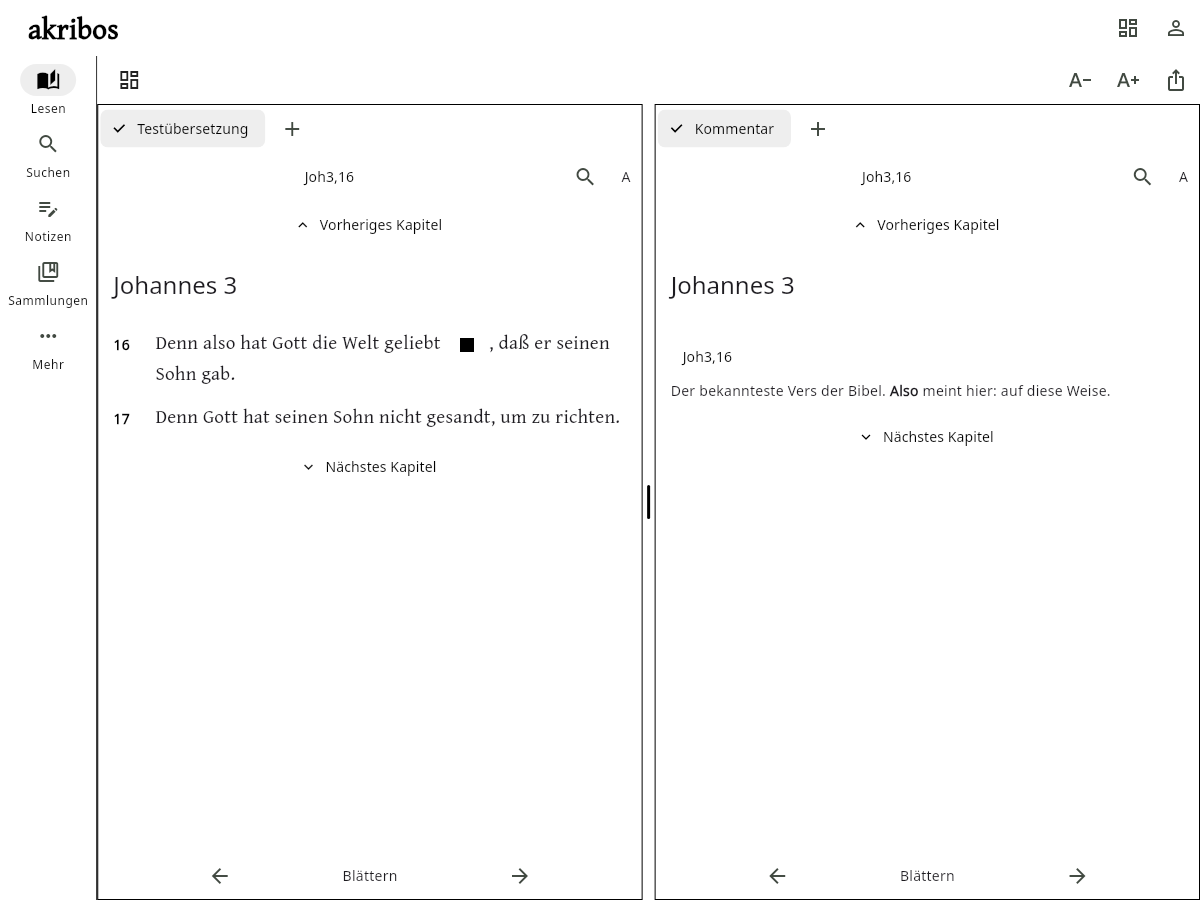 akribos
Lesen
Suchen
Notizen
Sammlungen
Mehr
A− A+
Testübersetzung
Joh3,16 A
Vorheriges Kapitel
Johannes 3
16 Denn also hat Gott die Welt geliebt , daß er seinen
Sohn gab.
17 Denn Gott hat seinen Sohn nicht gesandt, um zu richten.
Nächstes Kapitel
Blättern
Kommentar
Joh3,16 A
Vorheriges Kapitel
Johannes 3
Joh3,16
Der bekannteste Vers der Bibel. Also meint hier: auf diese Weise.
Nächstes Kapitel
Blättern